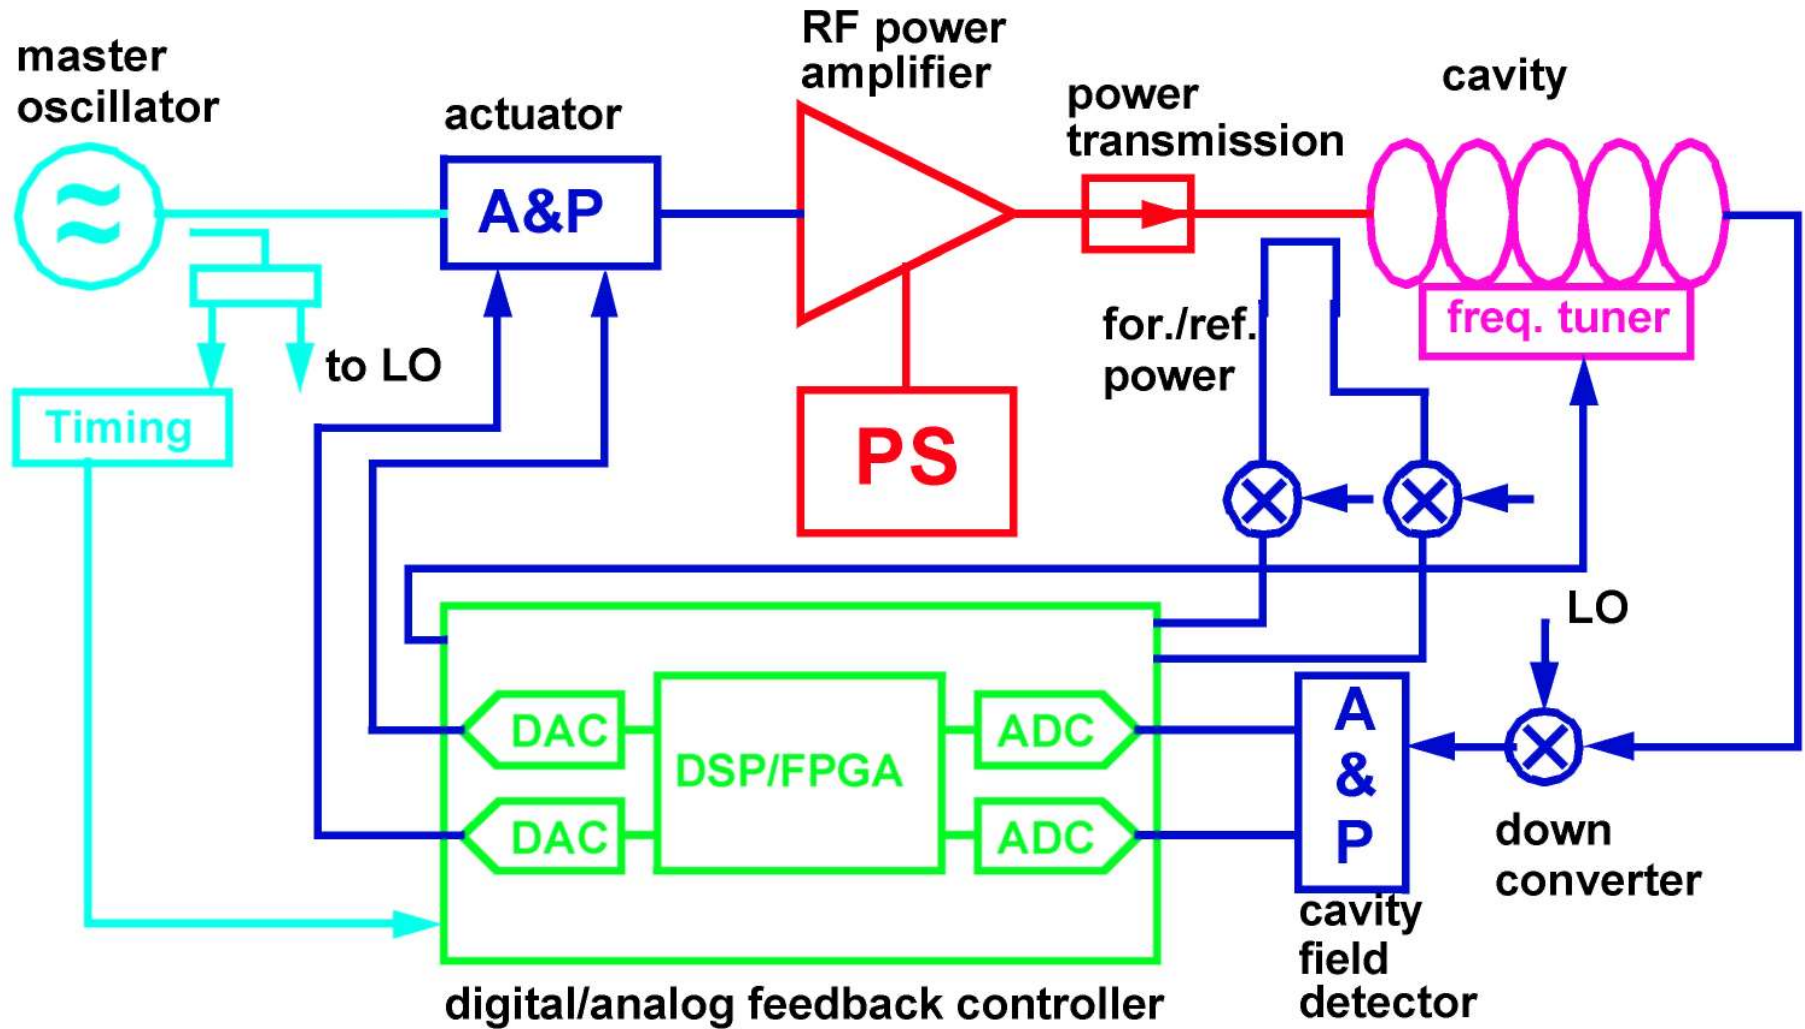 master
oscillator
actuator
RF power
amplifier
power
transmission
cavity
A&P
freq. tuner
to LO
for./ref.
power
Timing
PS
LO
DAC
DSP/FPGA
ADC
DAC
ADC
A
&
P
down
converter
cavity
field
detector
digital/analog feedback controller